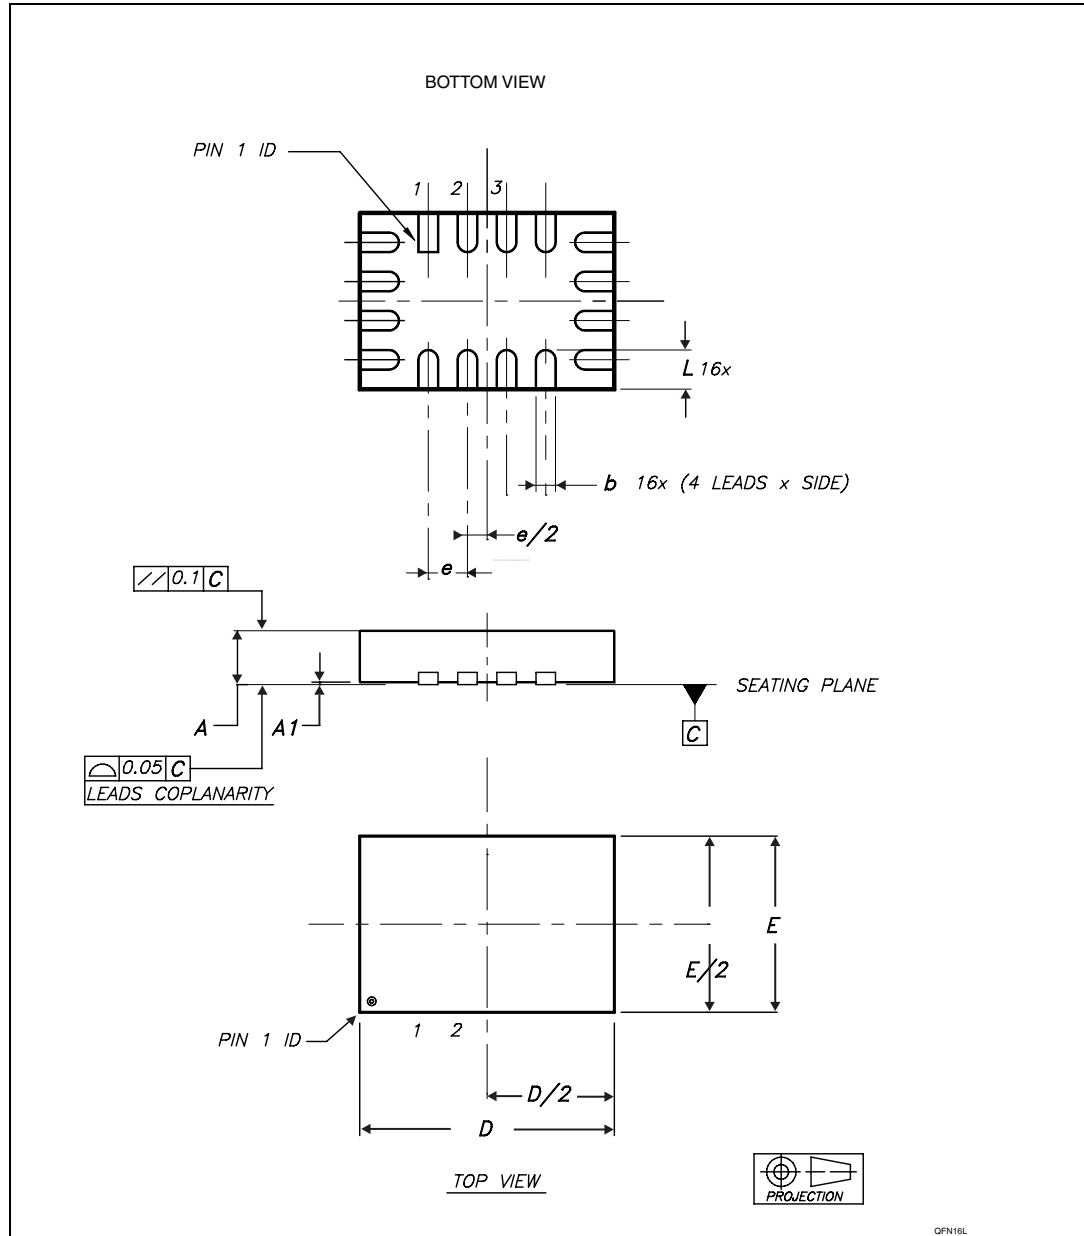 BOTTOM VIEW
PIN 1 ID
1 2 3
L 16x
b 16x (4 LEADS x SIDE)
e/2
e
// 0.1 C
SEATING PLANE
A A1
C
0.05 C
LEADS COPLANARITY
E
E/2
PIN 1 ID
1 2
D/2
D
TOP VIEW
PROJECTION
QFN16L